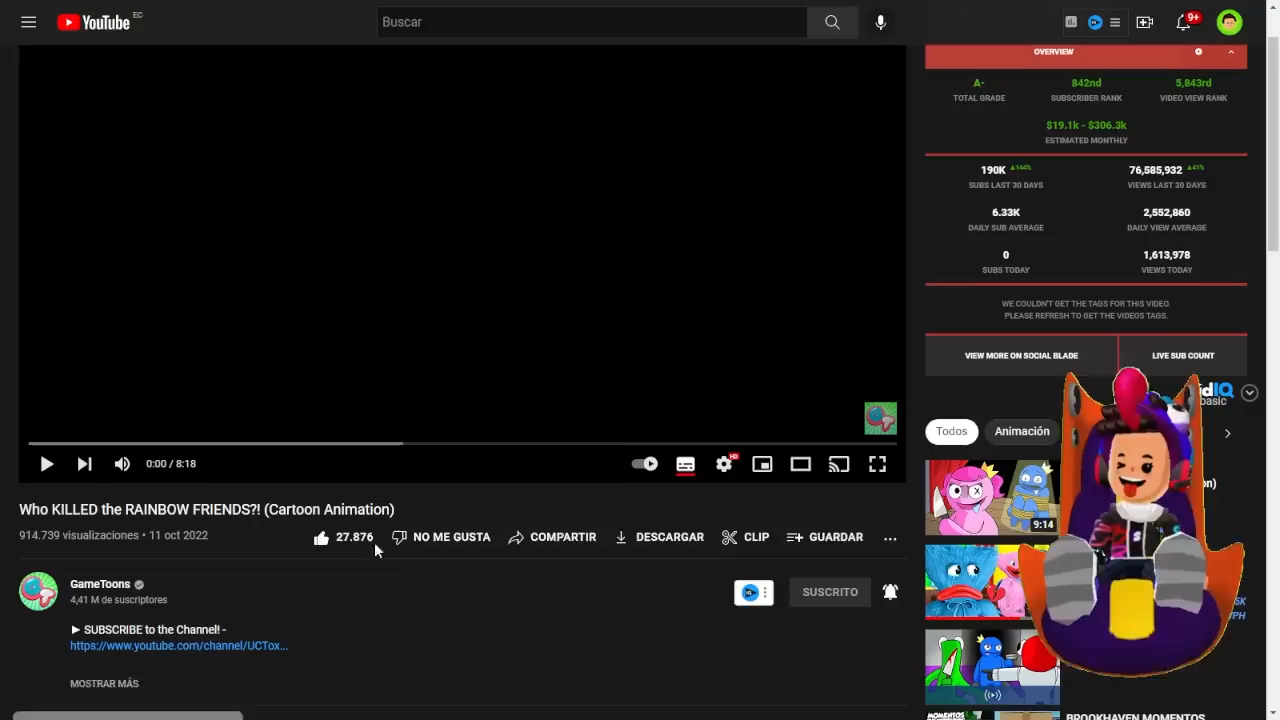 YouTube EC
Buscar
9+
OVERVIEW
A-
842nd
5,843rd
TOTAL GRADE
SUBSCRIBER RANK
VIDEO VIEW RANK
$19.1k - $306.3k
ESTIMATED MONTHLY
190K ▲144%
76,585,932 ▲41%
SUBS LAST 30 DAYS
VIEWS LAST 30 DAYS
6.33K
2,552,860
DAILY SUB AVERAGE
DAILY VIEW AVERAGE
0
1,613,978
SUBS TODAY
VIEWS TODAY
WE COULDN'T GET THE TAGS FOR THIS VIDEO.
PLEASE REFRESH TO GET THE VIDEOS TAGS.
VIEW MORE ON SOCIAL BLADE
LIVE SUB COUNT
basic
Todos
Animación
9:14
0:00 / 8:18
HD
Who KILLED the RAINBOW FRIENDS?! (Cartoon Animation)
914.739 visualizaciones • 11 oct 2022
27.876
NO ME GUSTA
COMPARTIR
DESCARGAR
CLIP
GUARDAR
GameToons
4,41 M de suscriptores
SUSCRITO
► SUBSCRIBE to the Channel! -
https://www.youtube.com/channel/UCTox...
MOSTRAR MÁS
BROOKHAVEN MOMENTOS